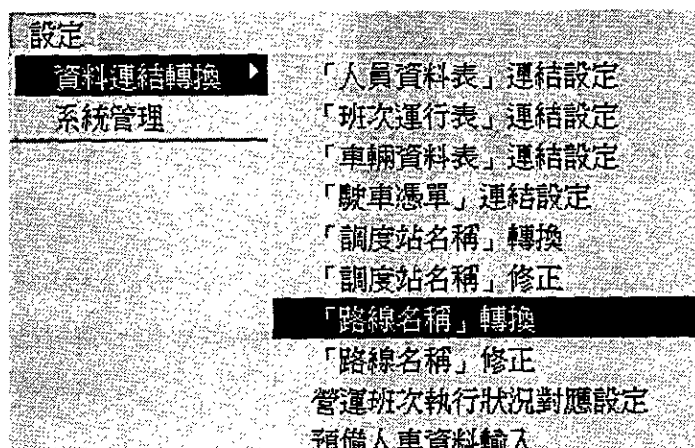 設定
資料連結轉換
系統管理
「人員資料表」連結設定
「班次運行表」連結設定
「車輛資料表」連結設定
「駛車憑單」連結設定
「調度站名稱」轉換
「調度站名稱」修正
「路線名稱」轉換
「路線名稱」修正
營運班次執行狀況對應設定
預備人車資料輸入